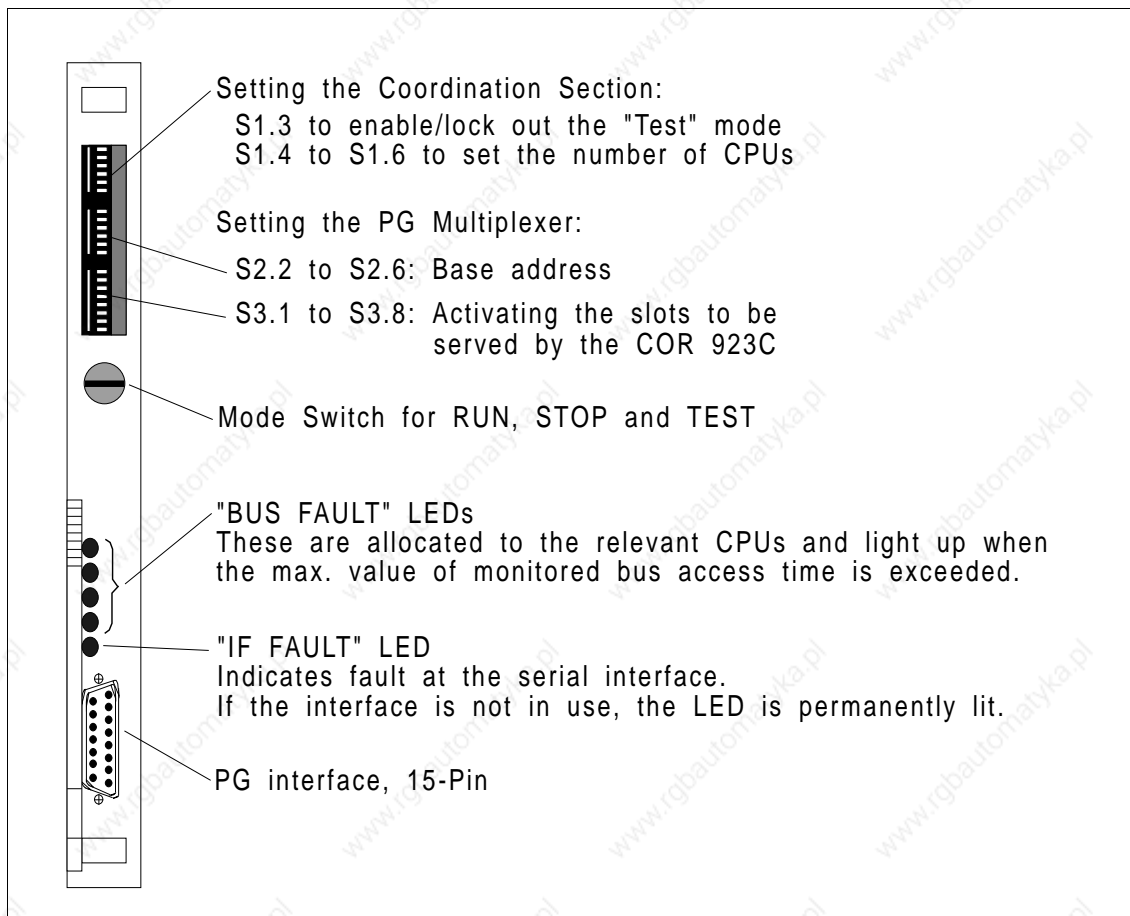 Setting the Coordination Section:
S1.3 to enable/lock out the "Test" mode
S1.4 to S1.6 to set the number of CPUs
Setting the PG Multiplexer:
S2.2 to S2.6: Base address
S3.1 to S3.8: Activating the slots to be
served by the COR 923C
Mode Switch for RUN, STOP and TEST
"BUS FAULT" LEDs
These are allocated to the relevant CPUs and light up when
the max. value of monitored bus access time is exceeded.
"IF FAULT" LED
Indicates fault at the serial interface.
If the interface is not in use, the LED is permanently lit.
PG interface, 15-Pin
www.rgbautomatyka.pl